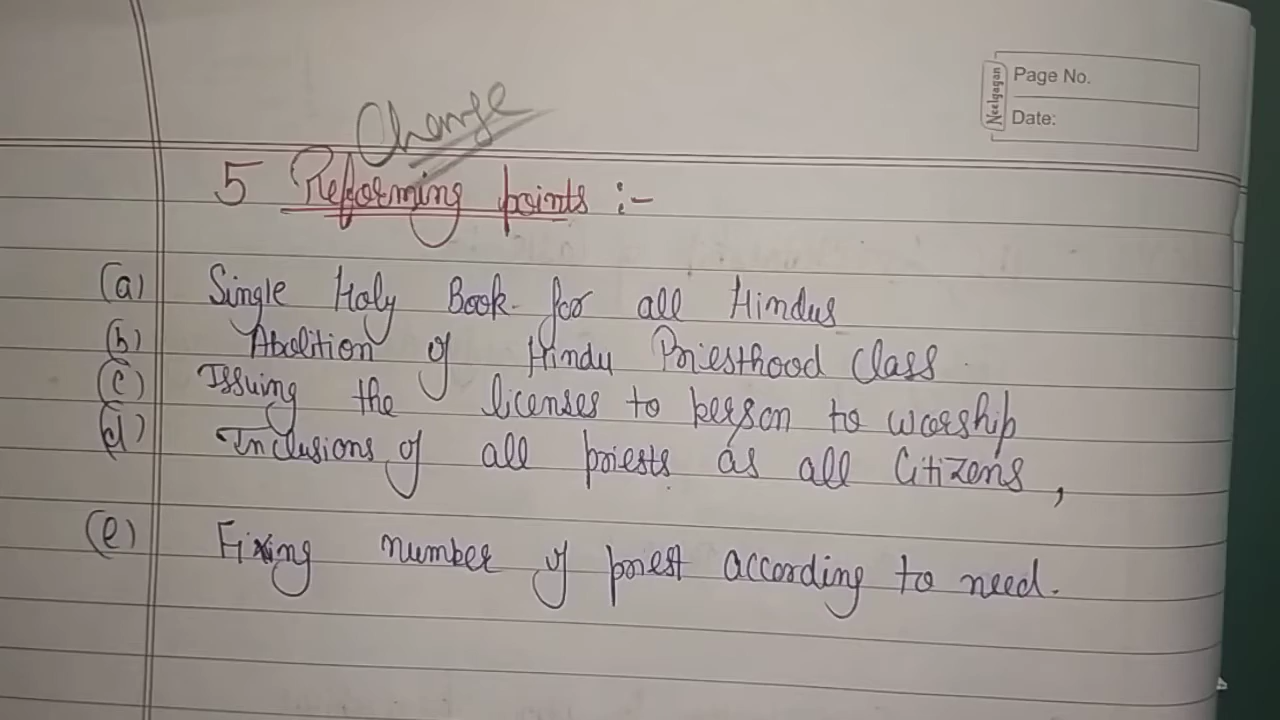 Neelgagan
Page No.
Date:
Change
5 Reforming points :-
(a) Single Holy Book for all Hindus
(b) Abolition of Hindu Priesthood Class.
(c) Issuing the licenses to person to worship
(d) Inclusions of all priests as all Citizens,
(e) Fixing number of priest according to need.